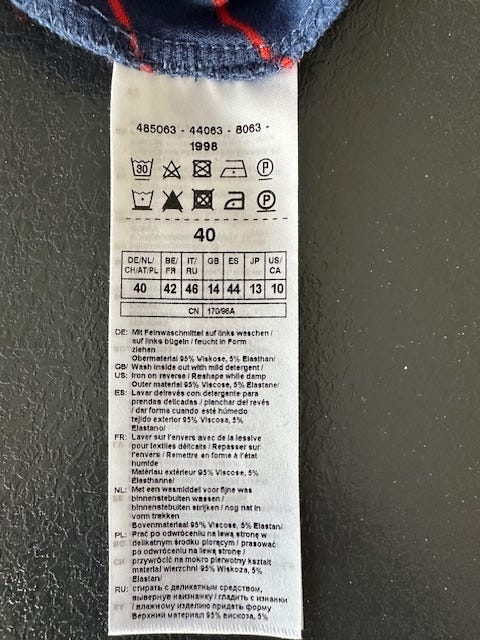 485063 - 44063 - 8063 -
1998
40
DE/NL/ CH/AT/PL BE/ FR IT/ RU GB ES JP US/ CA
40 42 46 14 44 13 10
CN 170/96A
DE: Mit Feinwaschmittel auf links waschen /
auf links bügeln / feucht in Form
ziehen
Obermaterial 95% Viskose, 5% Elasthan/
GB/ Wash inside out with mild detergent /
US: Iron on reverse / Reshape while damp
Outer material 95% Viscose, 5% Elastane/
ES: Lavar delrevés con detergente para
prendas delicadas / planchar del revés
/ dar forma cuando esté húmedo
tejido exterior 95% Viscosa, 5%
Elastano/
FR: Laver sur l'envers avec de la lessive
pour textiles délicats / Repasser sur
l'envers / Remettre en forme à l'état
humide
Matériau extérieur 95% Viscose, 5%
Élasthanne/
NL: Met een wasmiddel voor fijne was
binnenstebuiten wassen /
binnenstebuiten strijken / nog nat in
vorm trekken
Bovenmateriaal 95% Viscose, 5% Elastan/
PL: Prać po odwróceniu na lewą stronę w
delikatnym środku piorącym / prasować
po odwróceniu na lewą stronę /
przywrócić na mokro pierwotny kształt
materiał wierzchni 95% Wiskoza, 5%
Elastan/
RU: стирать с деликатным средством,
вывернув наизнанку / гладить с изнанки
/ влажному изделию придать форму
Верхний материал 95% вискоза, 5%